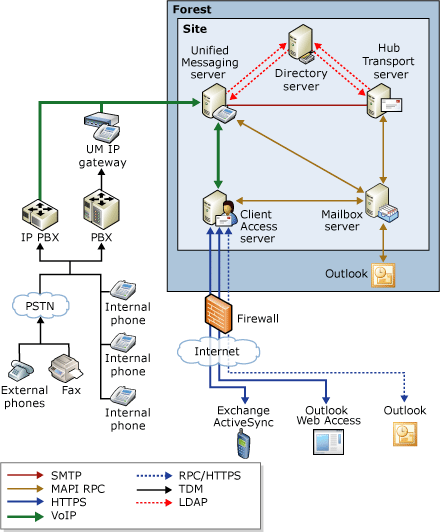 Forest
Site
Unified
Messaging
server
Directory
server
Hub
Transport
server
UM IP
gateway
IP PBX
PBX
Client
Access
server
Mailbox
server
Outlook
PSTN
Internal
phone
Internal
phone
Internal
phone
External
phones
Fax
Firewall
Internet
Exchange
ActiveSync
Outlook
Web Access
Outlook
SMTP
MAPI RPC
HTTPS
VoIP
RPC/HTTPS
TDM
LDAP